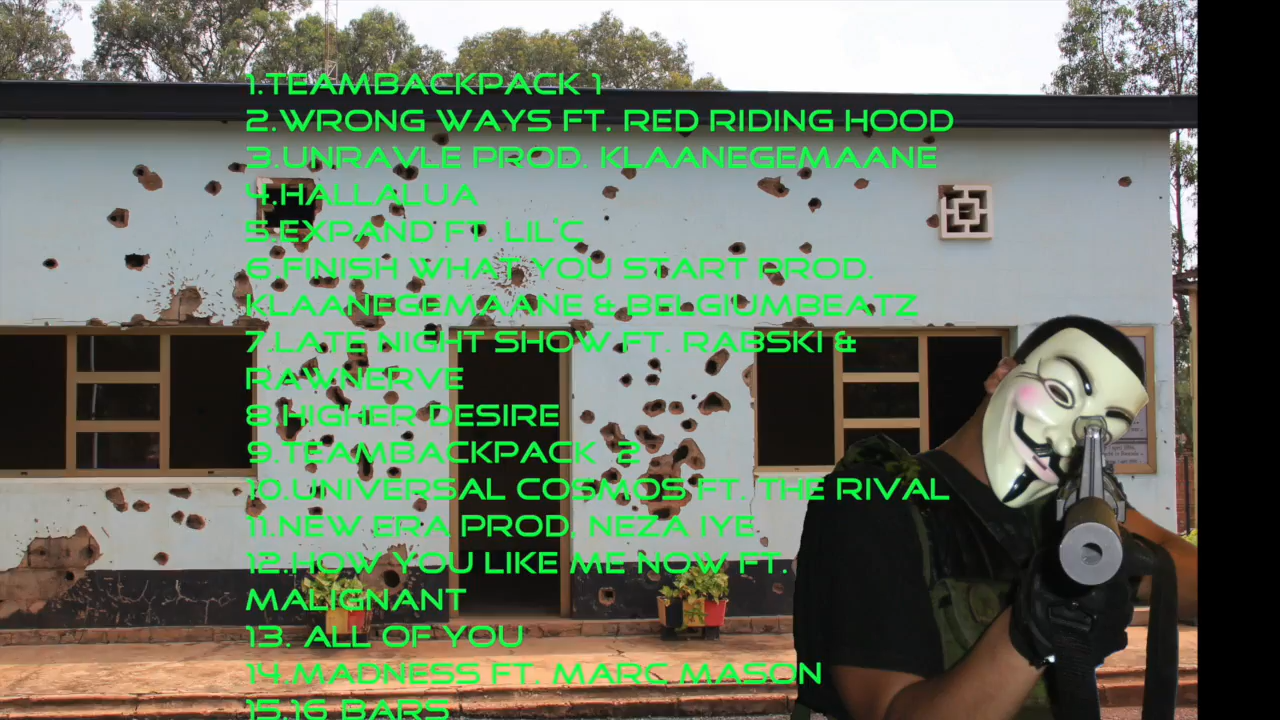 1.TEAMBACKPACK 1
2.WRONG WAYS FT. RED RIDING HOOD
3.UNRAVLE PROD. KLAANEGEMAANE
4.HALLALUA
5.EXPAND FT. LIL'C
6.FINISH WHAT YOU START PROD.
KLAANEGEMAANE & BELGIUMBEATZ
7.LATE NIGHT SHOW FT. RABSKI &
RAWNERVE
8.HIGHER DESIRE
9.TEAMBACKPACK 2
10.UNIVERSAL COSMOS FT. THE RIVAL
11.NEW ERA PROD. NEZA IYE
12.HOW YOU LIKE ME NOW FT.
MALIGNANT
13. ALL OF YOU
14.MADNESS FT. MARC MASON
15.16 BARS